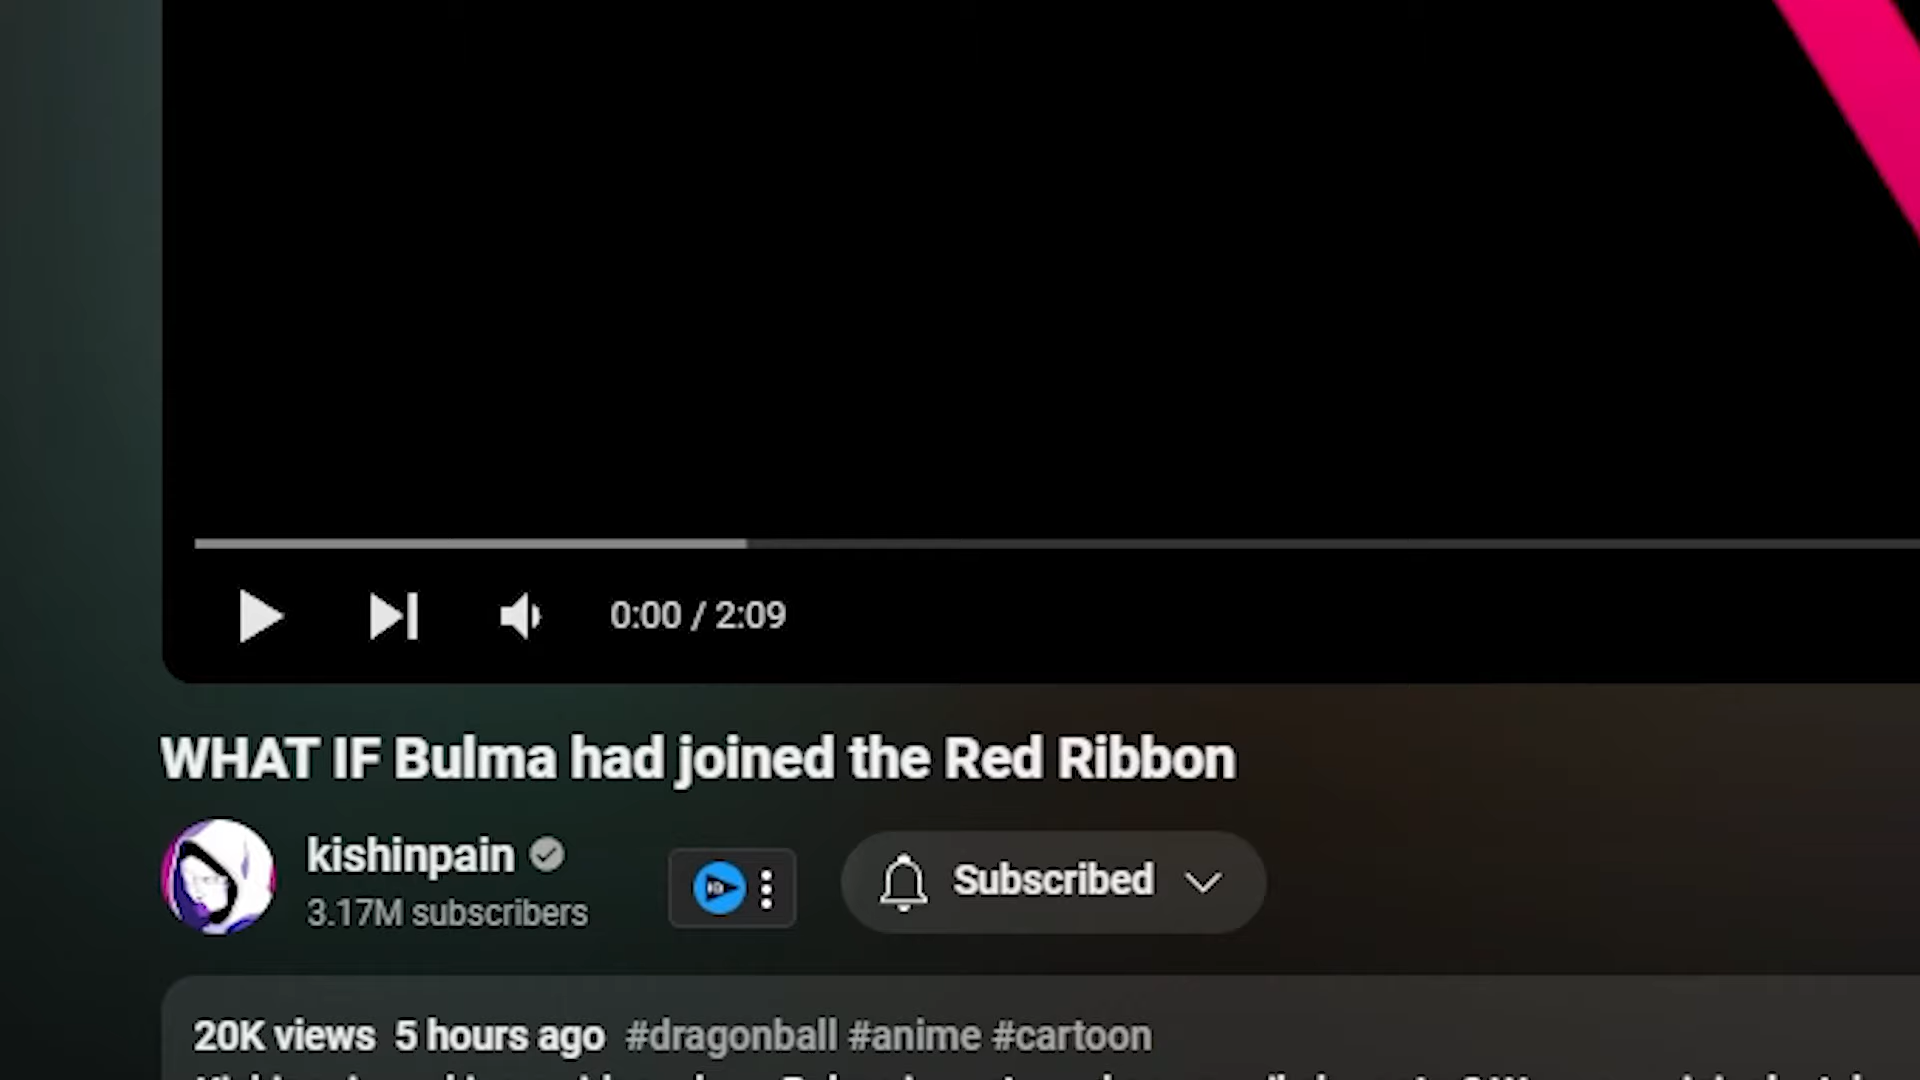 0:00 / 2:09
WHAT IF Bulma had joined the Red Ribbon
kishinpain
3.17M subscribers
Subscribed
20K views 5 hours ago #dragonball #anime #cartoon